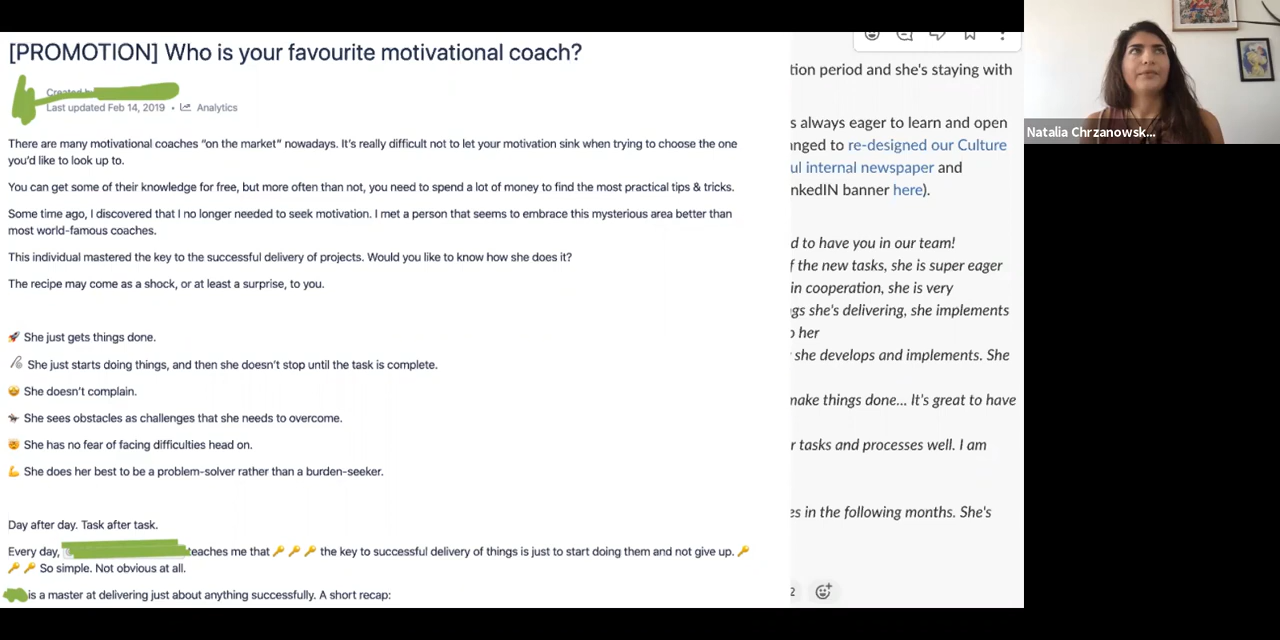 [PROMOTION] Who is your favourite motivational coach?
Created by
Last updated Feb 14, 2019 • Analytics
There are many motivational coaches “on the market” nowadays. It’s really difficult not to let your motivation sink when trying to choose the one
you’d like to look up to.
You can get some of their knowledge for free, but more often than not, you need to spend a lot of money to find the most practical tips & tricks.
Some time ago, I discovered that I no longer needed to seek motivation. I met a person that seems to embrace this mysterious area better than
most world-famous coaches.
This individual mastered the key to the successful delivery of projects. Would you like to know how she does it?
The recipe may come as a shock, or at least a surprise, to you.
🚀 She just gets things done.
She just starts doing things, and then she doesn’t stop until the task is complete.
🤩 She doesn’t complain.
🏇 She sees obstacles as challenges that she needs to overcome.
🤯 She has no fear of facing difficulties head on.
💪 She does her best to be a problem-solver rather than a burden-seeker.
Day after day. Task after task.
Every day, teaches me that 🔑 🔑 🔑 the key to successful delivery of things is just to start doing them and not give up. 🔑
🔑 🔑 So simple. Not obvious at all.
is a master at delivering just about anything successfully. A short recap:
tion period and she's staying with
s always eager to learn and open
nged to re-designed our Culture
ul internal newspaper and
nkedIN banner here).
d to have you in our team!
f the new tasks, she is super eager
in cooperation, she is very
ngs she's delivering, she implements
o her
she develops and implements. She
make things done... It's great to have
r tasks and processes well. I am
es in the following months. She's
2
Natalia Chrzanowsk...